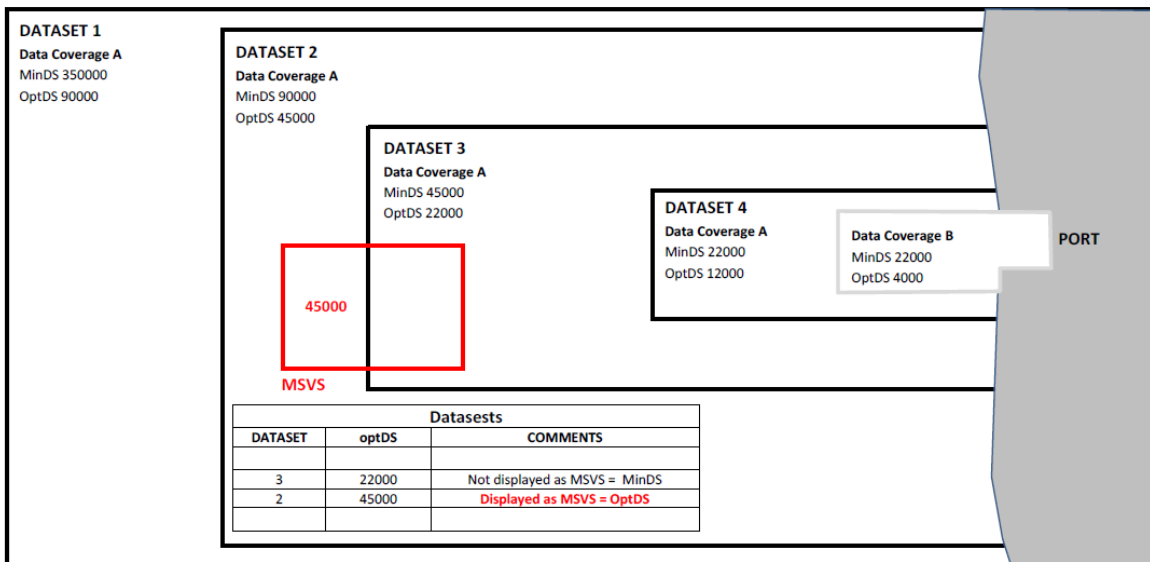 DATASET 1
Data Coverage A
MinDS 350000
OptDS 90000
DATASET 2
Data Coverage A
MinDS 90000
OptDS 45000
DATASET 3
Data Coverage A
MinDS 45000
OptDS 22000
DATASET 4
Data Coverage A
MinDS 22000
OptDS 12000
Data Coverage B
MinDS 22000
OptDS 4000
PORT
45000
MSVS
Datasests
DATASET optDS COMMENTS
3 22000 Not displayed as MSVS = MinDS
2 45000 Displayed as MSVS = OptDS